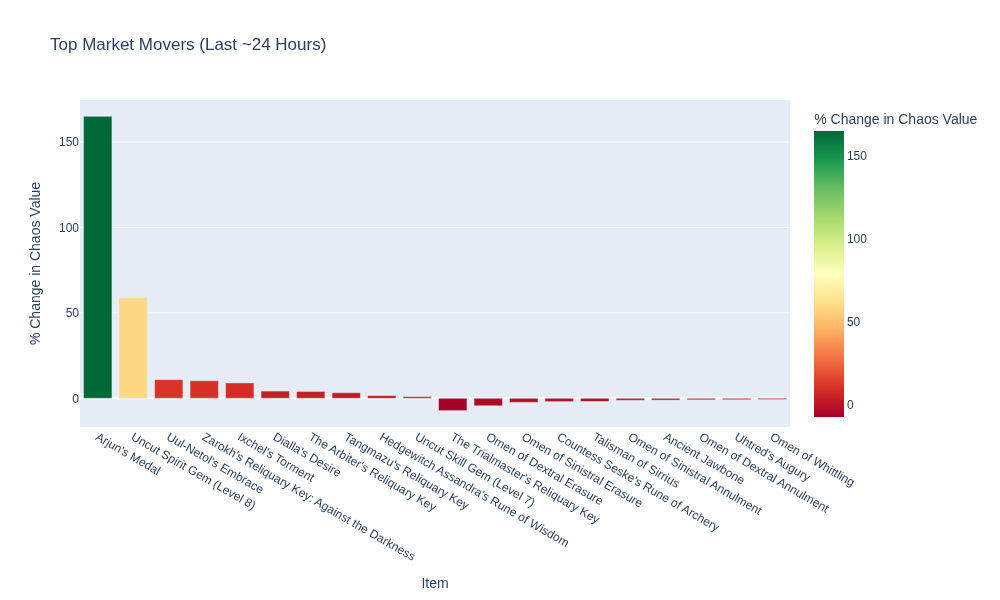 Top Market Movers (Last ~24 Hours)
% Change in Chaos Value
150
100
50
0
Arjun's Medal
Uncut Spirit Gem (Level 8)
Uul-Netol's Embrace
Zarokh's Reliquary Key: Against the Darkness
Ixchel's Torment
Dialla's Desire
The Arbiter's Reliquary Key
Tangmazu's Reliquary Key
Hedgewitch Assandra's Rune of Wisdom
Uncut Skill Gem (Level 7)
The Trialmaster's Reliquary Key
Omen of Dextral Erasure
Omen of Sinistral Erasure
Countess Seske's Rune of Archery
Talisman of Sirrius
Omen of Sinistral Annulment
Ancient Jawbone
Omen of Dextral Annulment
Uhtred's Augury
Omen of Whittling
Item
% Change in Chaos Value
150
100
50
0